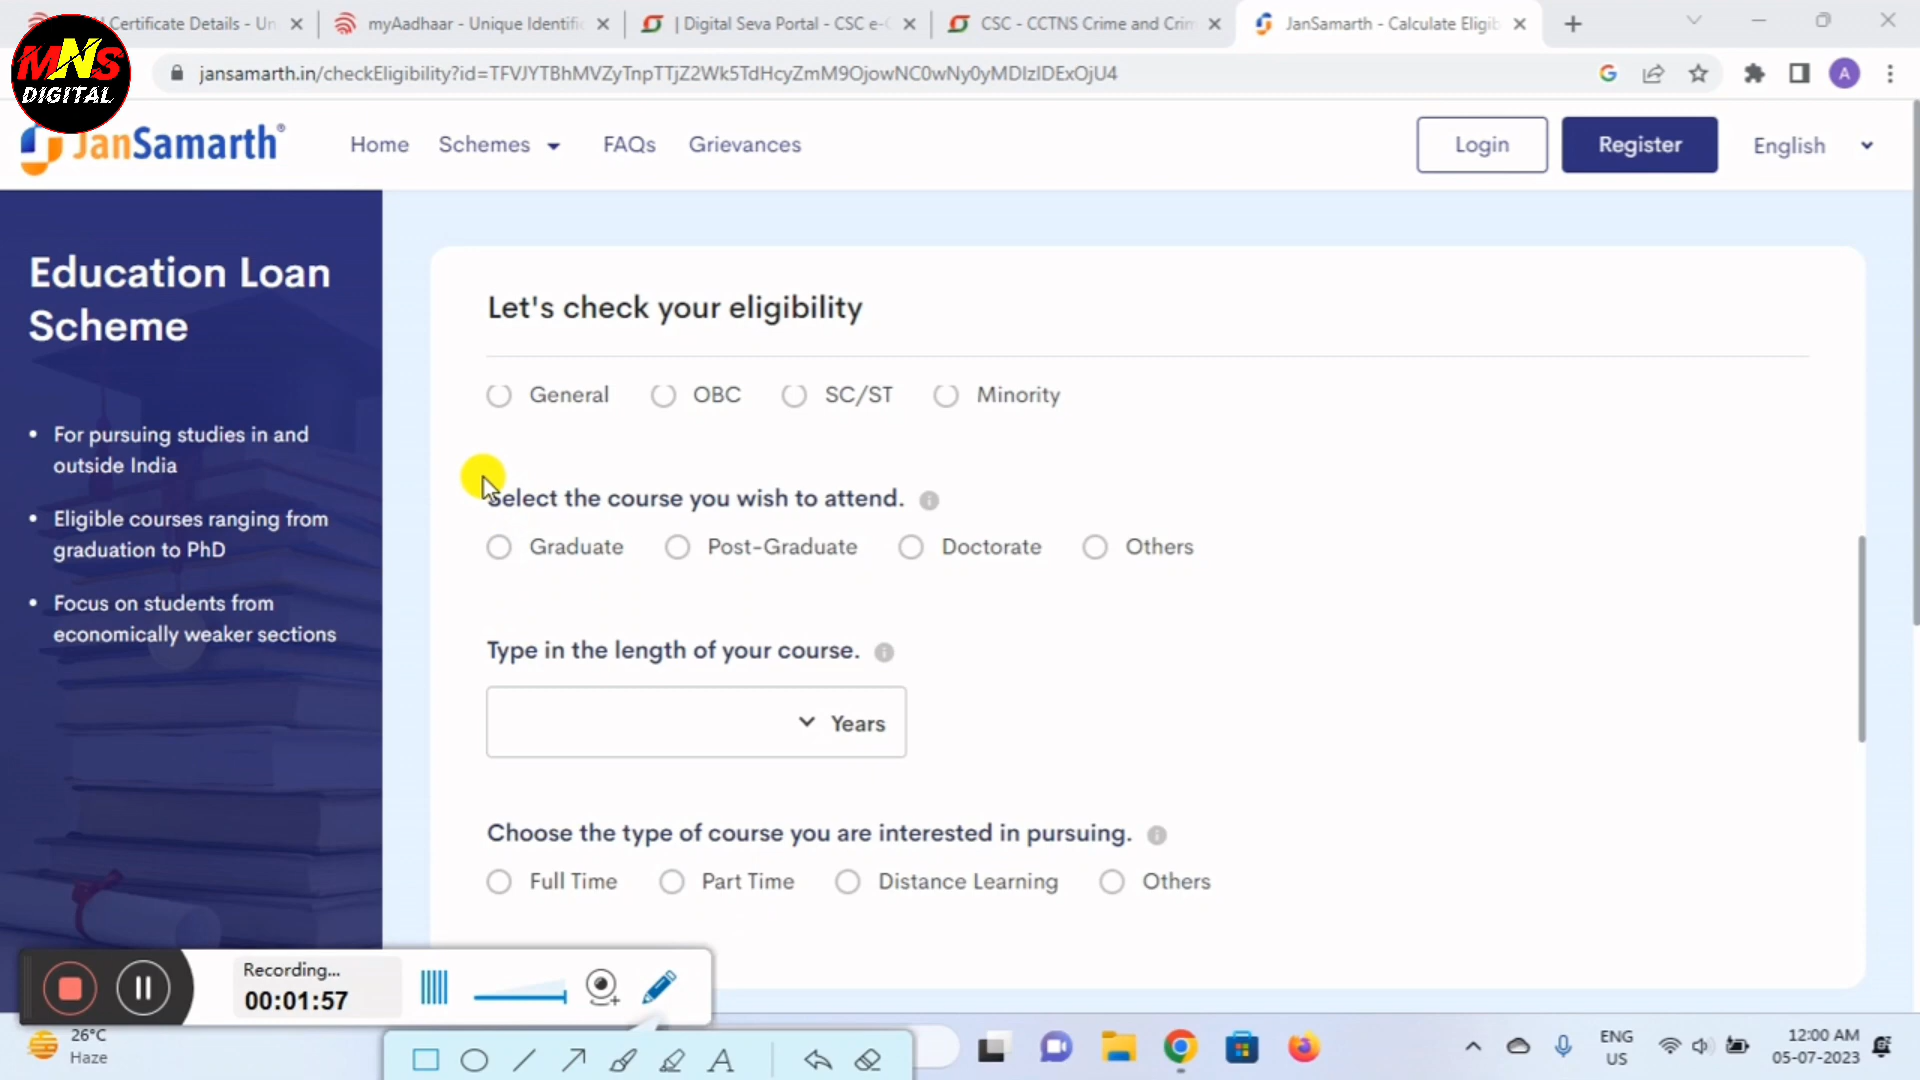 Certificate Details - Un
myAadhaar - Unique Identifi
| Digital Seva Portal - CSC e-G
CSC - CCTNS Crime and Crim
JanSamarth - Calculate Eligib
MNS
DIGITAL
jansamarth.in/checkEligibility?id=TFVJYTBhMVZyTnpTTjZ2Wk5TdHcyZmM9OjowNC0wNy0yMDIzIDExOjU4
A
JanSamarth®
Home
Schemes
FAQs
Grievances
Login
Register
English
Education Loan
Scheme
• For pursuing studies in and
outside India
• Eligible courses ranging from
graduation to PhD
• Focus on students from
economically weaker sections
Let's check your eligibility
General
OBC
SC/ST
Minority
Select the course you wish to attend.
Graduate
Post-Graduate
Doctorate
Others
Type in the length of your course.
Years
Choose the type of course you are interested in pursuing.
Full Time
Part Time
Distance Learning
Others
Recording...
00:01:57
26°C
Haze
A
ENG
US
12:00 AM
05-07-2023